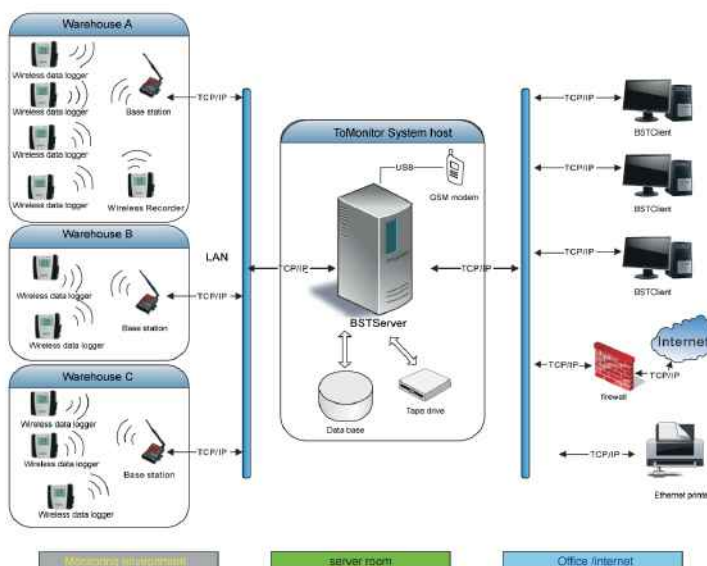 Warehouse A
Wireless data logger
Wireless data logger
Wireless data logger
Wireless data logger
Base station
Wireless Recorder
TCP/IP
Warehouse B
Wireless data logger
Wireless data logger
Base station
TCP/IP
Warehouse C
Wireless data logger
Wireless data logger
Wireless data logger
Base station
TCP/IP
LAN
TCP/IP
ToMonitor System host
USB
GSM modem
BSTServer
Data base
Tape drive
TCP/IP
TCP/IP
BSTClient
TCP/IP
BSTClient
TCP/IP
BSTClient
TCP/IP
firewall
TCP/IP
Internet
TCP/IP
Ethernet printer
Monitoring environment
server room
Office /internet